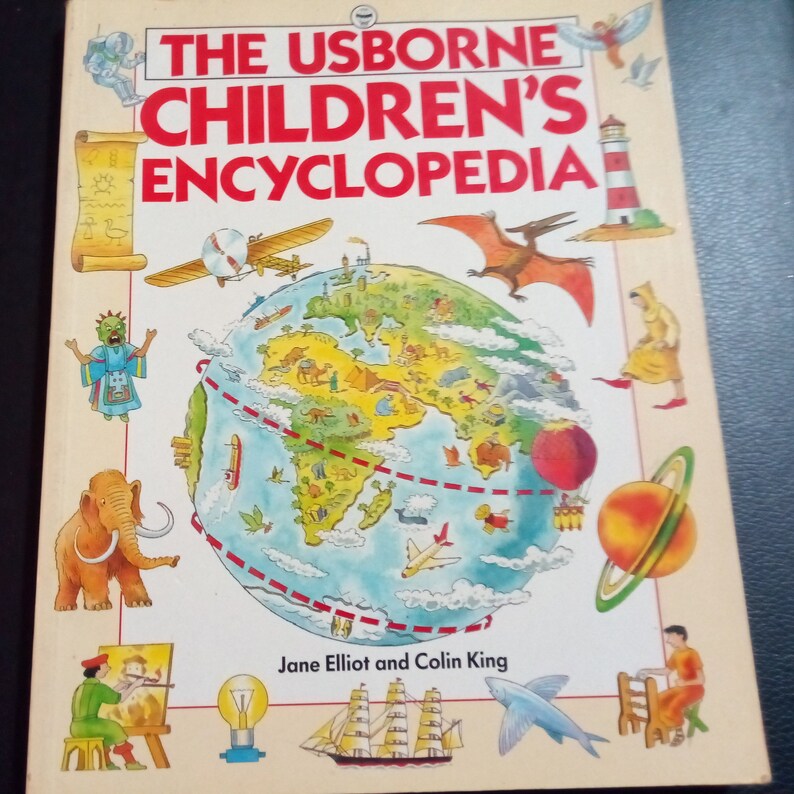 THE USBORNE
CHILDREN'S
ENCYCLOPEDIA
Jane Elliot and Colin King